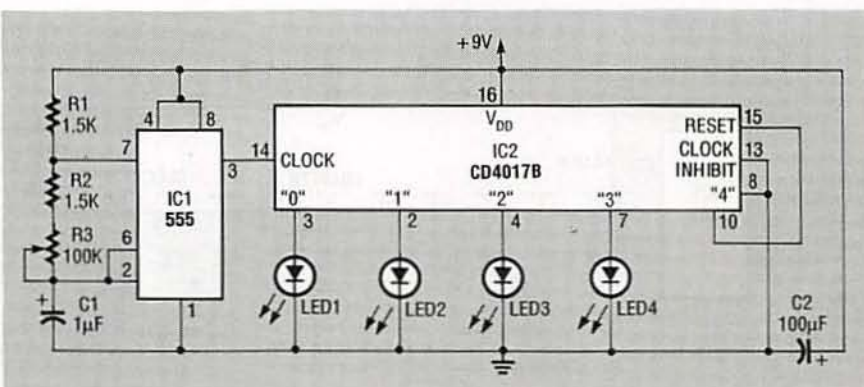 +9V
R1
1.5K
R2
1.5K
R3
100K
+
C1
1µF
4
8
7
6
2
3
1
IC1
555
16
V_DD
IC2
CD4017B
14
CLOCK
RESET
15
CLOCK
INHIBIT
13
8
"0"
"1"
"2"
"3"
"4"
3
2
4
7
10
LED1
LED2
LED3
LED4
C2
100µF
+